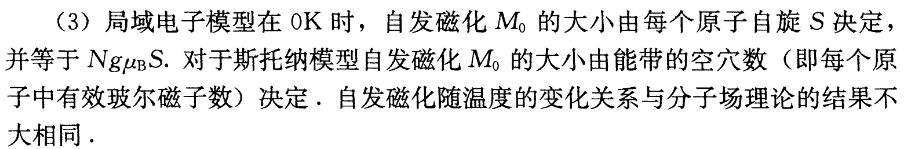 (3) 局域电子模型在 0K 时，自发磁化 M₀ 的大小由每个原子自旋 S 决定，
并等于 NgμBS. 对于斯托纳模型自发磁化 M₀ 的大小由能带的空穴数（即每个原
子中有效玻尔磁子数）决定．自发磁化随温度的变化关系与分子场理论的结果不
大相同．